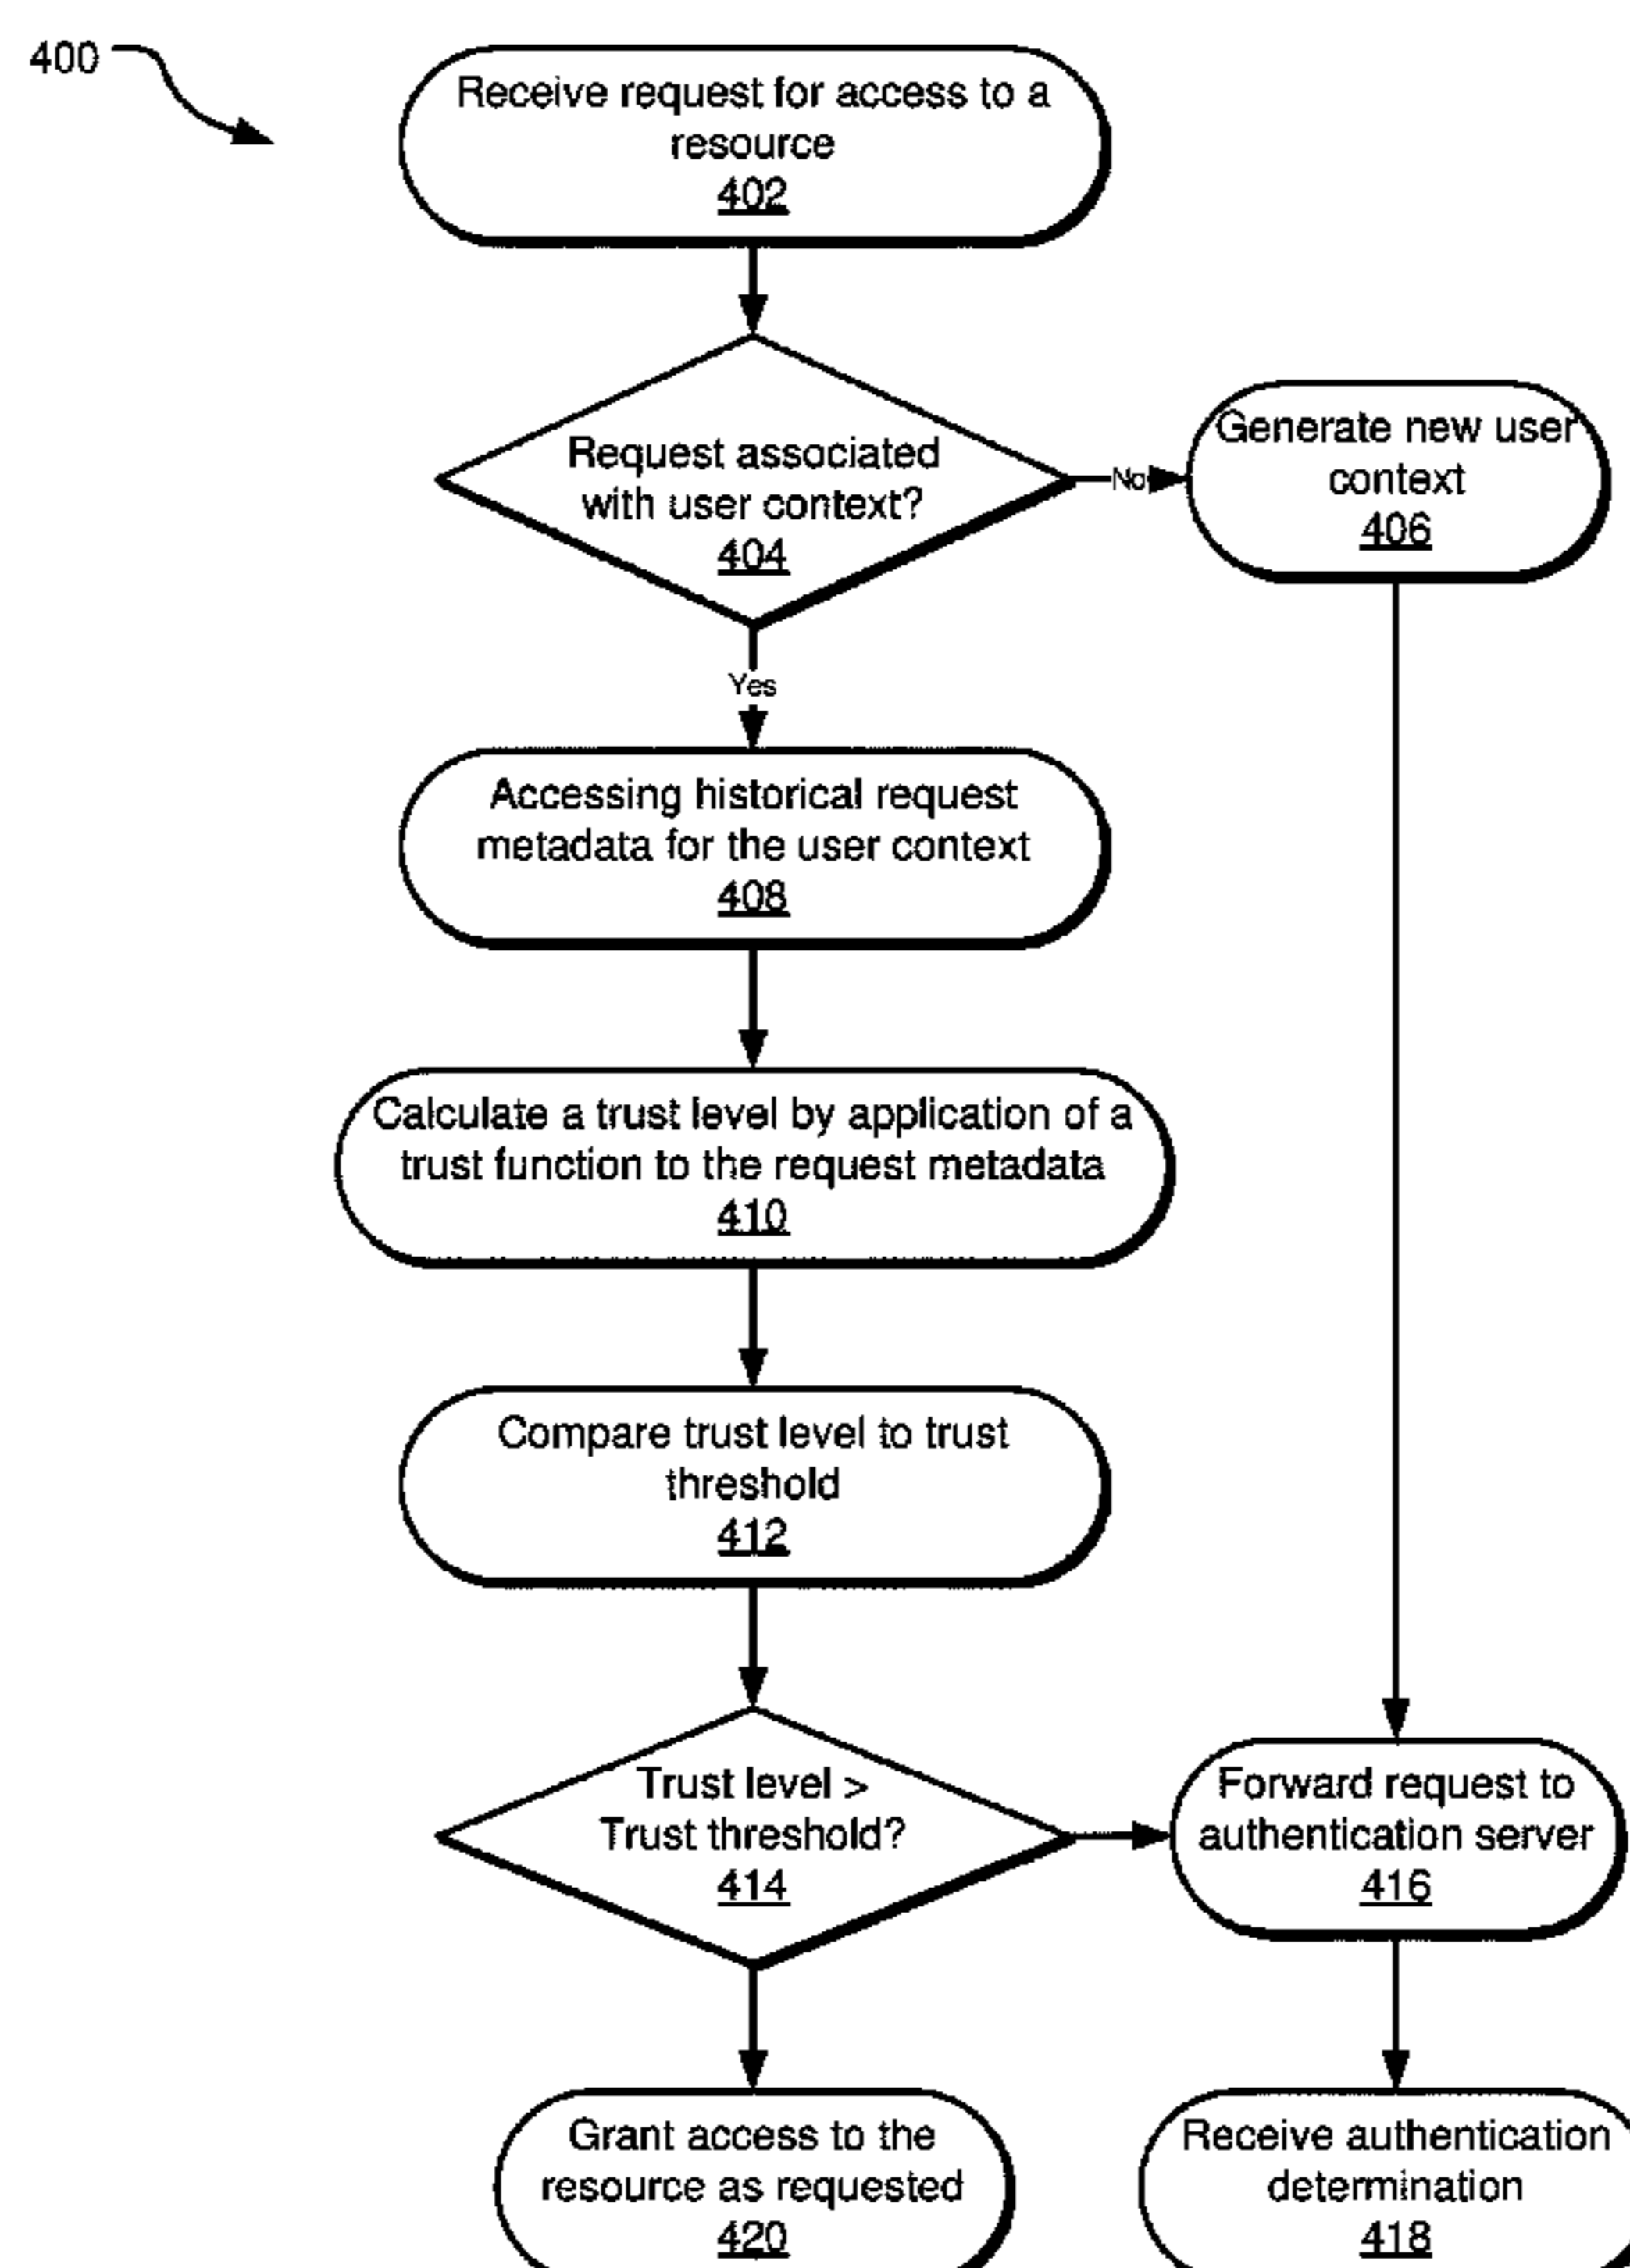 400
Receive request for access to a
resource
402
Request associated
with user context?
404
No
Generate new user
context
406
Yes
Accessing historical request
metadata for the user context
408
Calculate a trust level by application of a
trust function to the request metadata
410
Compare trust level to trust
threshold
412
Trust level >
Trust threshold?
414
Forward request to
authentication server
416
Grant access to the
resource as requested
420
Receive authentication
determination
418